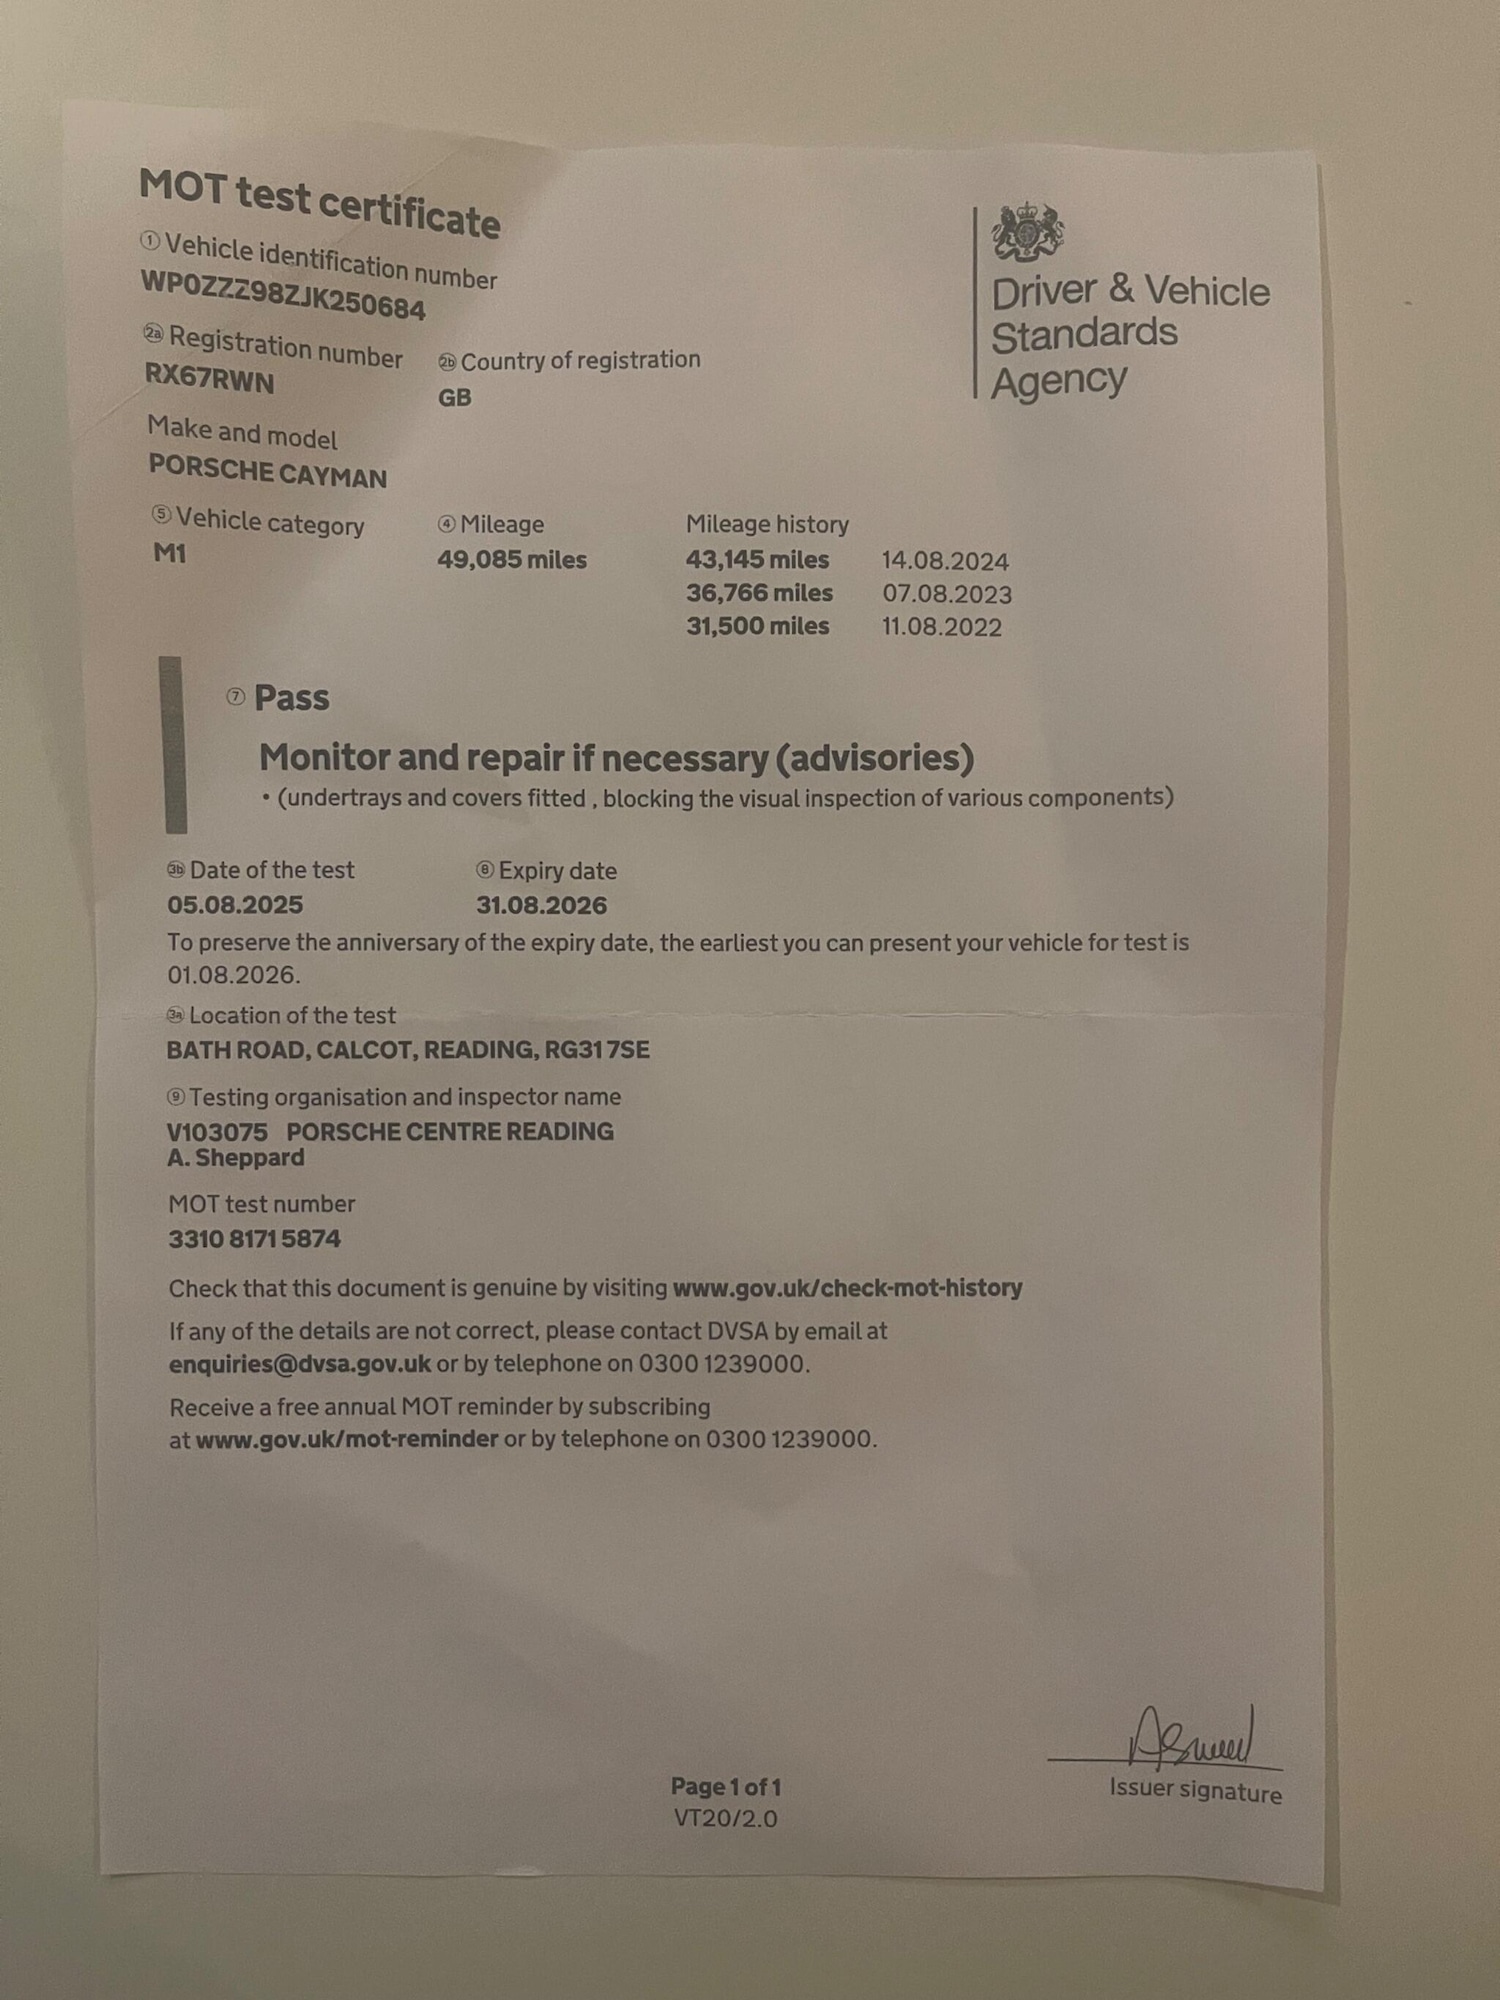 MOT test certificate
① Vehicle identification number
WP0ZZZ98ZJK250684
2a Registration number
RX67RWN
2b Country of registration
GB
Driver & Vehicle
Standards
Agency
Make and model
PORSCHE CAYMAN
⑤ Vehicle category
M1
④ Mileage
49,085 miles
Mileage history
43,145 miles 14.08.2024
36,766 miles 07.08.2023
31,500 miles 11.08.2022
⑦ Pass
Monitor and repair if necessary (advisories)
• (undertrays and covers fitted , blocking the visual inspection of various components)
3b Date of the test
05.08.2025
⑧ Expiry date
31.08.2026
To preserve the anniversary of the expiry date, the earliest you can present your vehicle for test is
01.08.2026.
3a Location of the test
BATH ROAD, CALCOT, READING, RG31 7SE
⑨ Testing organisation and inspector name
V103075 PORSCHE CENTRE READING
A. Sheppard
MOT test number
3310 8171 5874
Check that this document is genuine by visiting www.gov.uk/check-mot-history
If any of the details are not correct, please contact DVSA by email at
enquiries@dvsa.gov.uk or by telephone on 0300 1239000.
Receive a free annual MOT reminder by subscribing
at www.gov.uk/mot-reminder or by telephone on 0300 1239000.
Issuer signature
Page 1 of 1
VT20/2.0